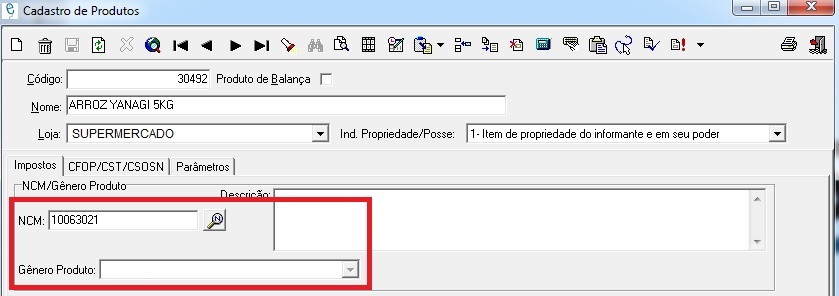 Cadastro de Produtos
Código: 30492 Produto de Balança
Nome: ARROZ YANAGI 5KG
Loja: SUPERMERCADO Ind. Propriedade/Posse: 1- Item de propriedade do informante e em seu poder
Impostos CFOP/CST/CSOSN Parâmetros
NCM/Gênero Produto
Descrição:
NCM: 10063021
Gênero Produto: